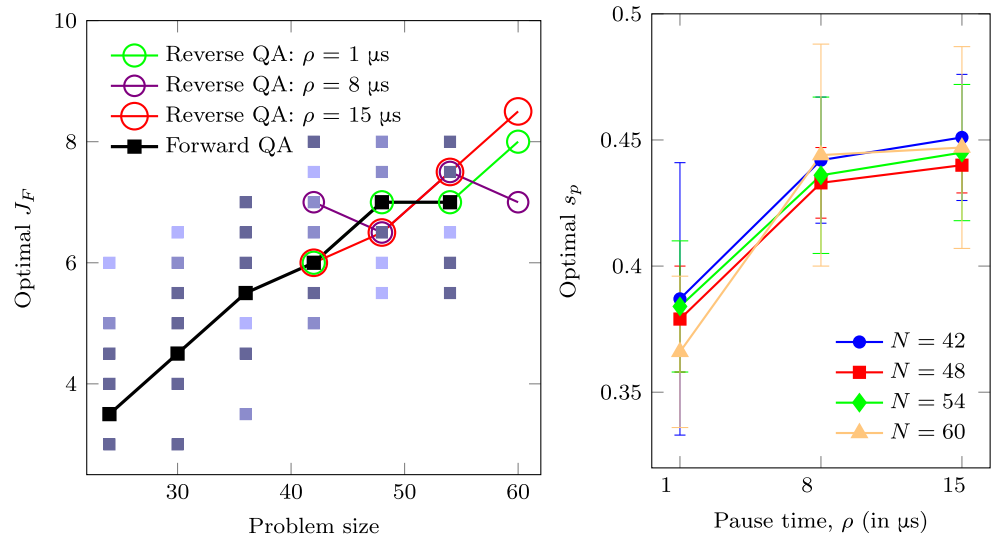 10
8
6
4
30
40
50
60
Optimal J_F
Problem size
Reverse QA: ρ = 1 µs
Reverse QA: ρ = 8 µs
Reverse QA: ρ = 15 µs
Forward QA
0.5
0.45
0.4
0.35
1
8
15
Optimal s_p
Pause time, ρ (in µs)
N = 42
N = 48
N = 54
N = 60